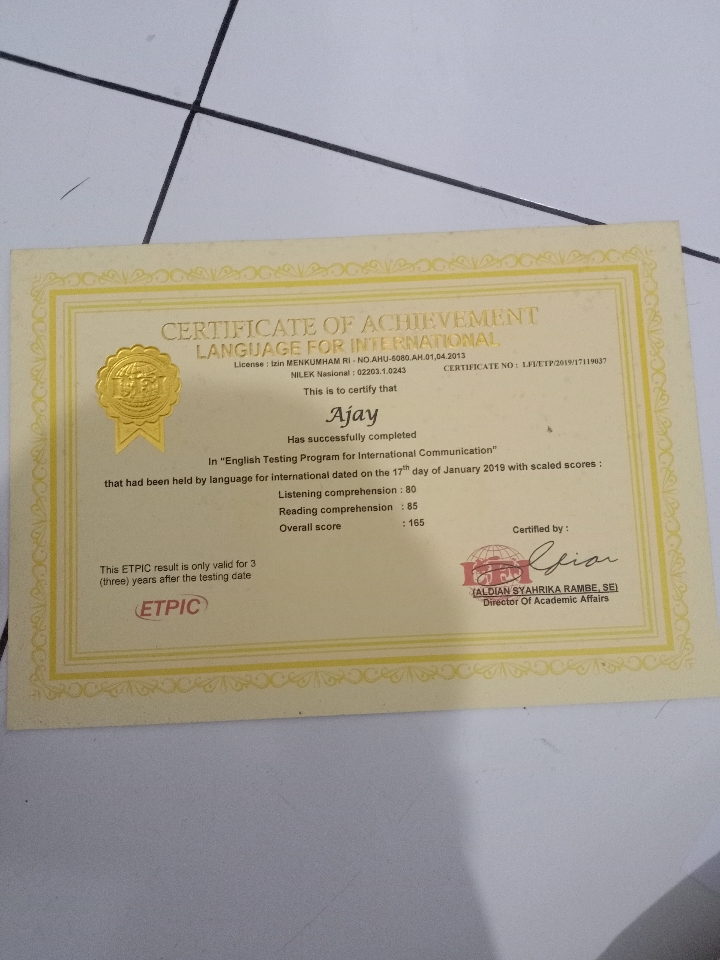 CERTIFICATE OF ACHIEVEMENT
LANGUAGE FOR INTERNATIONAL
License : Izin MENKUMHAM RI - NO.AHU-5080.AH.01,04.2013
NILEK Nasional : 02203.1.0243
CERTIFICATE NO : LFI/ETP/2019/17119037
This is to certify that
Ajay
Has successfully completed
In “English Testing Program for International Communication”
that had been held by language for international dated on the 17th day of January 2019 with scaled scores :
Listening comprehension : 80
Reading comprehension : 85
Overall score : 165
Certified by :
This ETPIC result is only valid for 3
(three) years after the testing date
ETPIC
LFI
(ALDIAN SYAHRIKA RAMBE, SE)
Director Of Academic Affairs